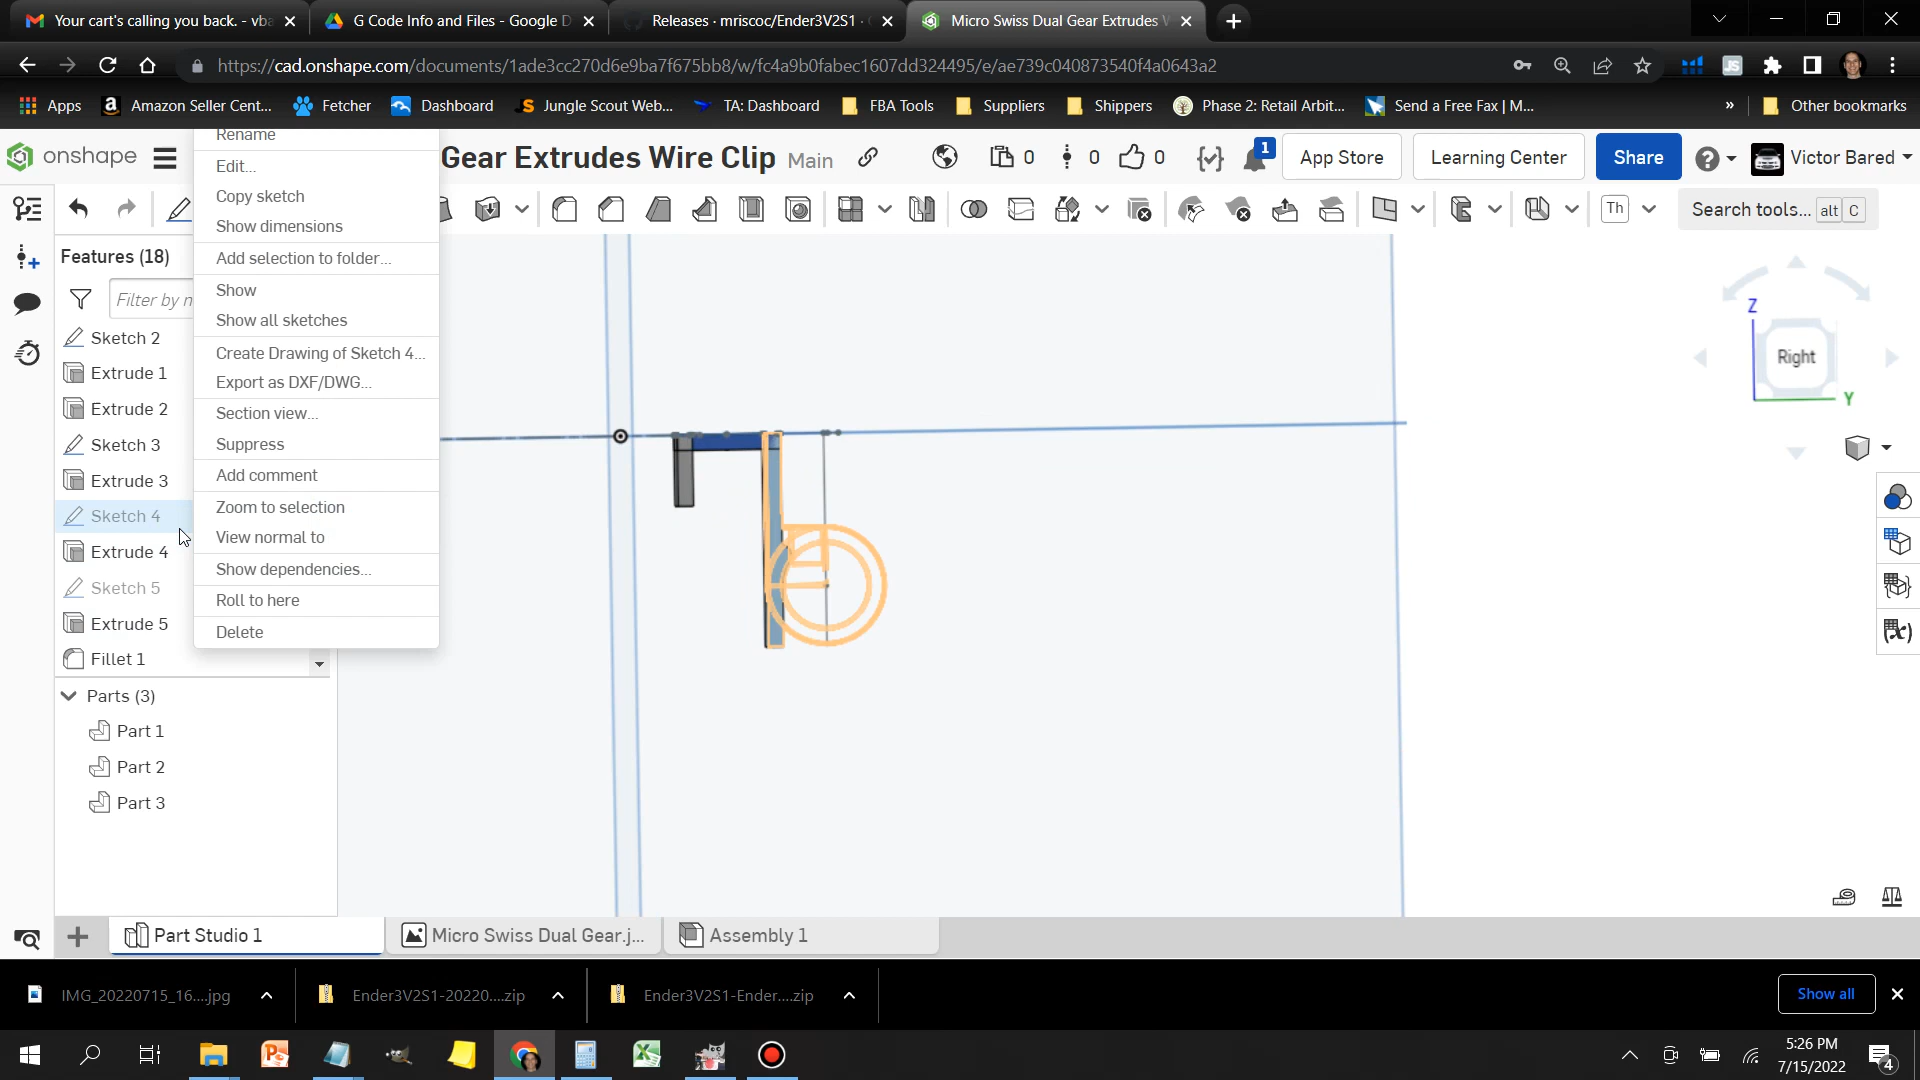 Your cart's calling you back. - vba
G Code Info and Files - Google D
Releases · mriscoc/Ender3V2S1 ·
Micro Swiss Dual Gear Extrudes W
https://cad.onshape.com/documents/1ade3cc270d6e9ba7f675bb8/w/fc4a9b0fabec1607dd324495/e/ae739c040873540f4a0643a2
Apps
Amazon Seller Cent...
Fetcher
Dashboard
Jungle Scout Web...
TA: Dashboard
FBA Tools
Suppliers
Shippers
Phase 2: Retail Arbit...
Send a Free Fax | M...
»
Other bookmarks
onshape
Gear Extrudes Wire Clip Main
0
0
0
1
App Store
Learning Center
Share
Victor Bared
Th
Search tools... alt C
Features (18)
Filter by n
Sketch 2
Extrude 1
Extrude 2
Sketch 3
Extrude 3
Sketch 4
Extrude 4
Sketch 5
Extrude 5
Fillet 1
Parts (3)
Part 1
Part 2
Part 3
Rename
Edit...
Copy sketch
Show dimensions
Add selection to folder...
Show
Show all sketches
Create Drawing of Sketch 4...
Export as DXF/DWG...
Section view...
Suppress
Add comment
Zoom to selection
View normal to
Show dependencies...
Roll to here
Delete
Z
Right
Y
(x)
Part Studio 1
Micro Swiss Dual Gear.j...
Assembly 1
IMG_20220715_16....jpg
Ender3V2S1-20220....zip
Ender3V2S1-Ender....zip
Show all
5:26 PM
7/15/2022
4